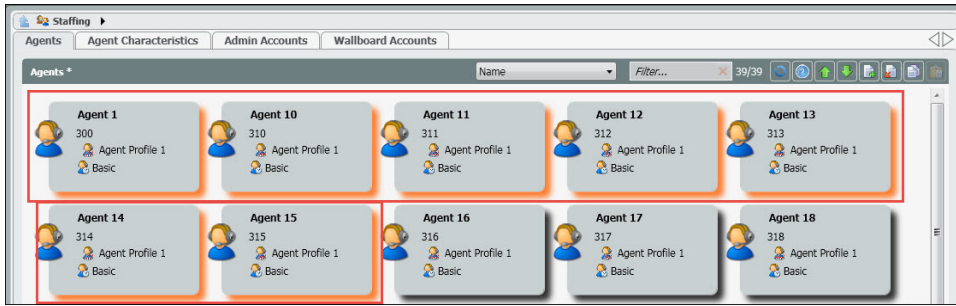 Staffing
Agents Agent Characteristics Admin Accounts Wallboard Accounts
Agents * Name Filter... 39/39
Agent 1 Agent 10 Agent 11 Agent 12 Agent 13
300 310 311 312 313
Agent Profile 1 Agent Profile 1 Agent Profile 1 Agent Profile 1 Agent Profile 1
Basic Basic Basic Basic Basic
Agent 14 Agent 15 Agent 16 Agent 17 Agent 18
314 315 316 317 318
Agent Profile 1 Agent Profile 1 Agent Profile 1 Agent Profile 1 Agent Profile 1
Basic Basic Basic Basic Basic